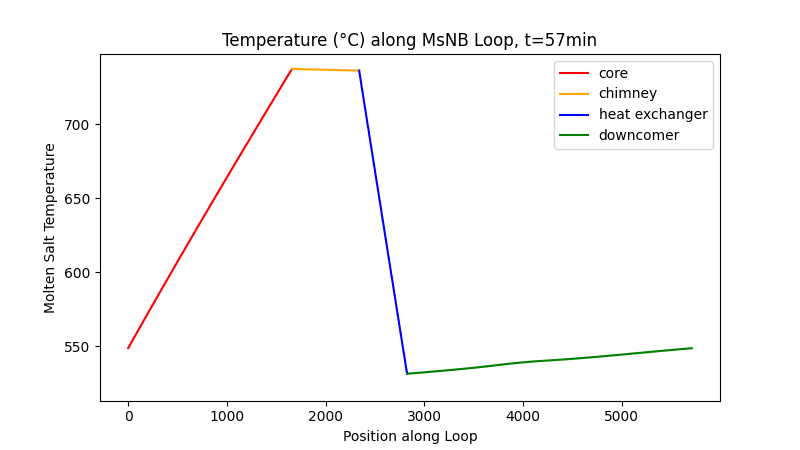 Temperature (°C) along MsNB Loop, t=57min
core
chimney
heat exchanger
downcomer
Molten Salt Temperature
700
650
600
550
0 1000 2000 3000 4000 5000
Position along Loop